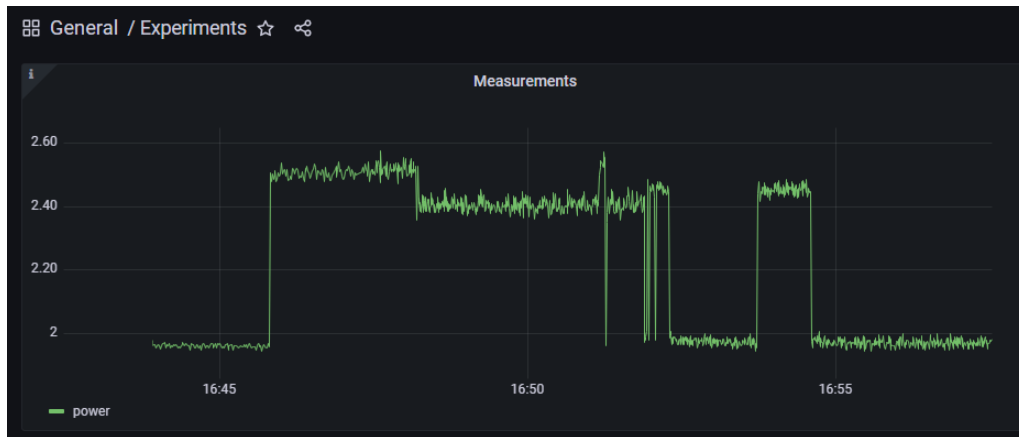 General / Experiments
i
Measurements
2.60
2.40
2.20
2
16:45 16:50 16:55
power